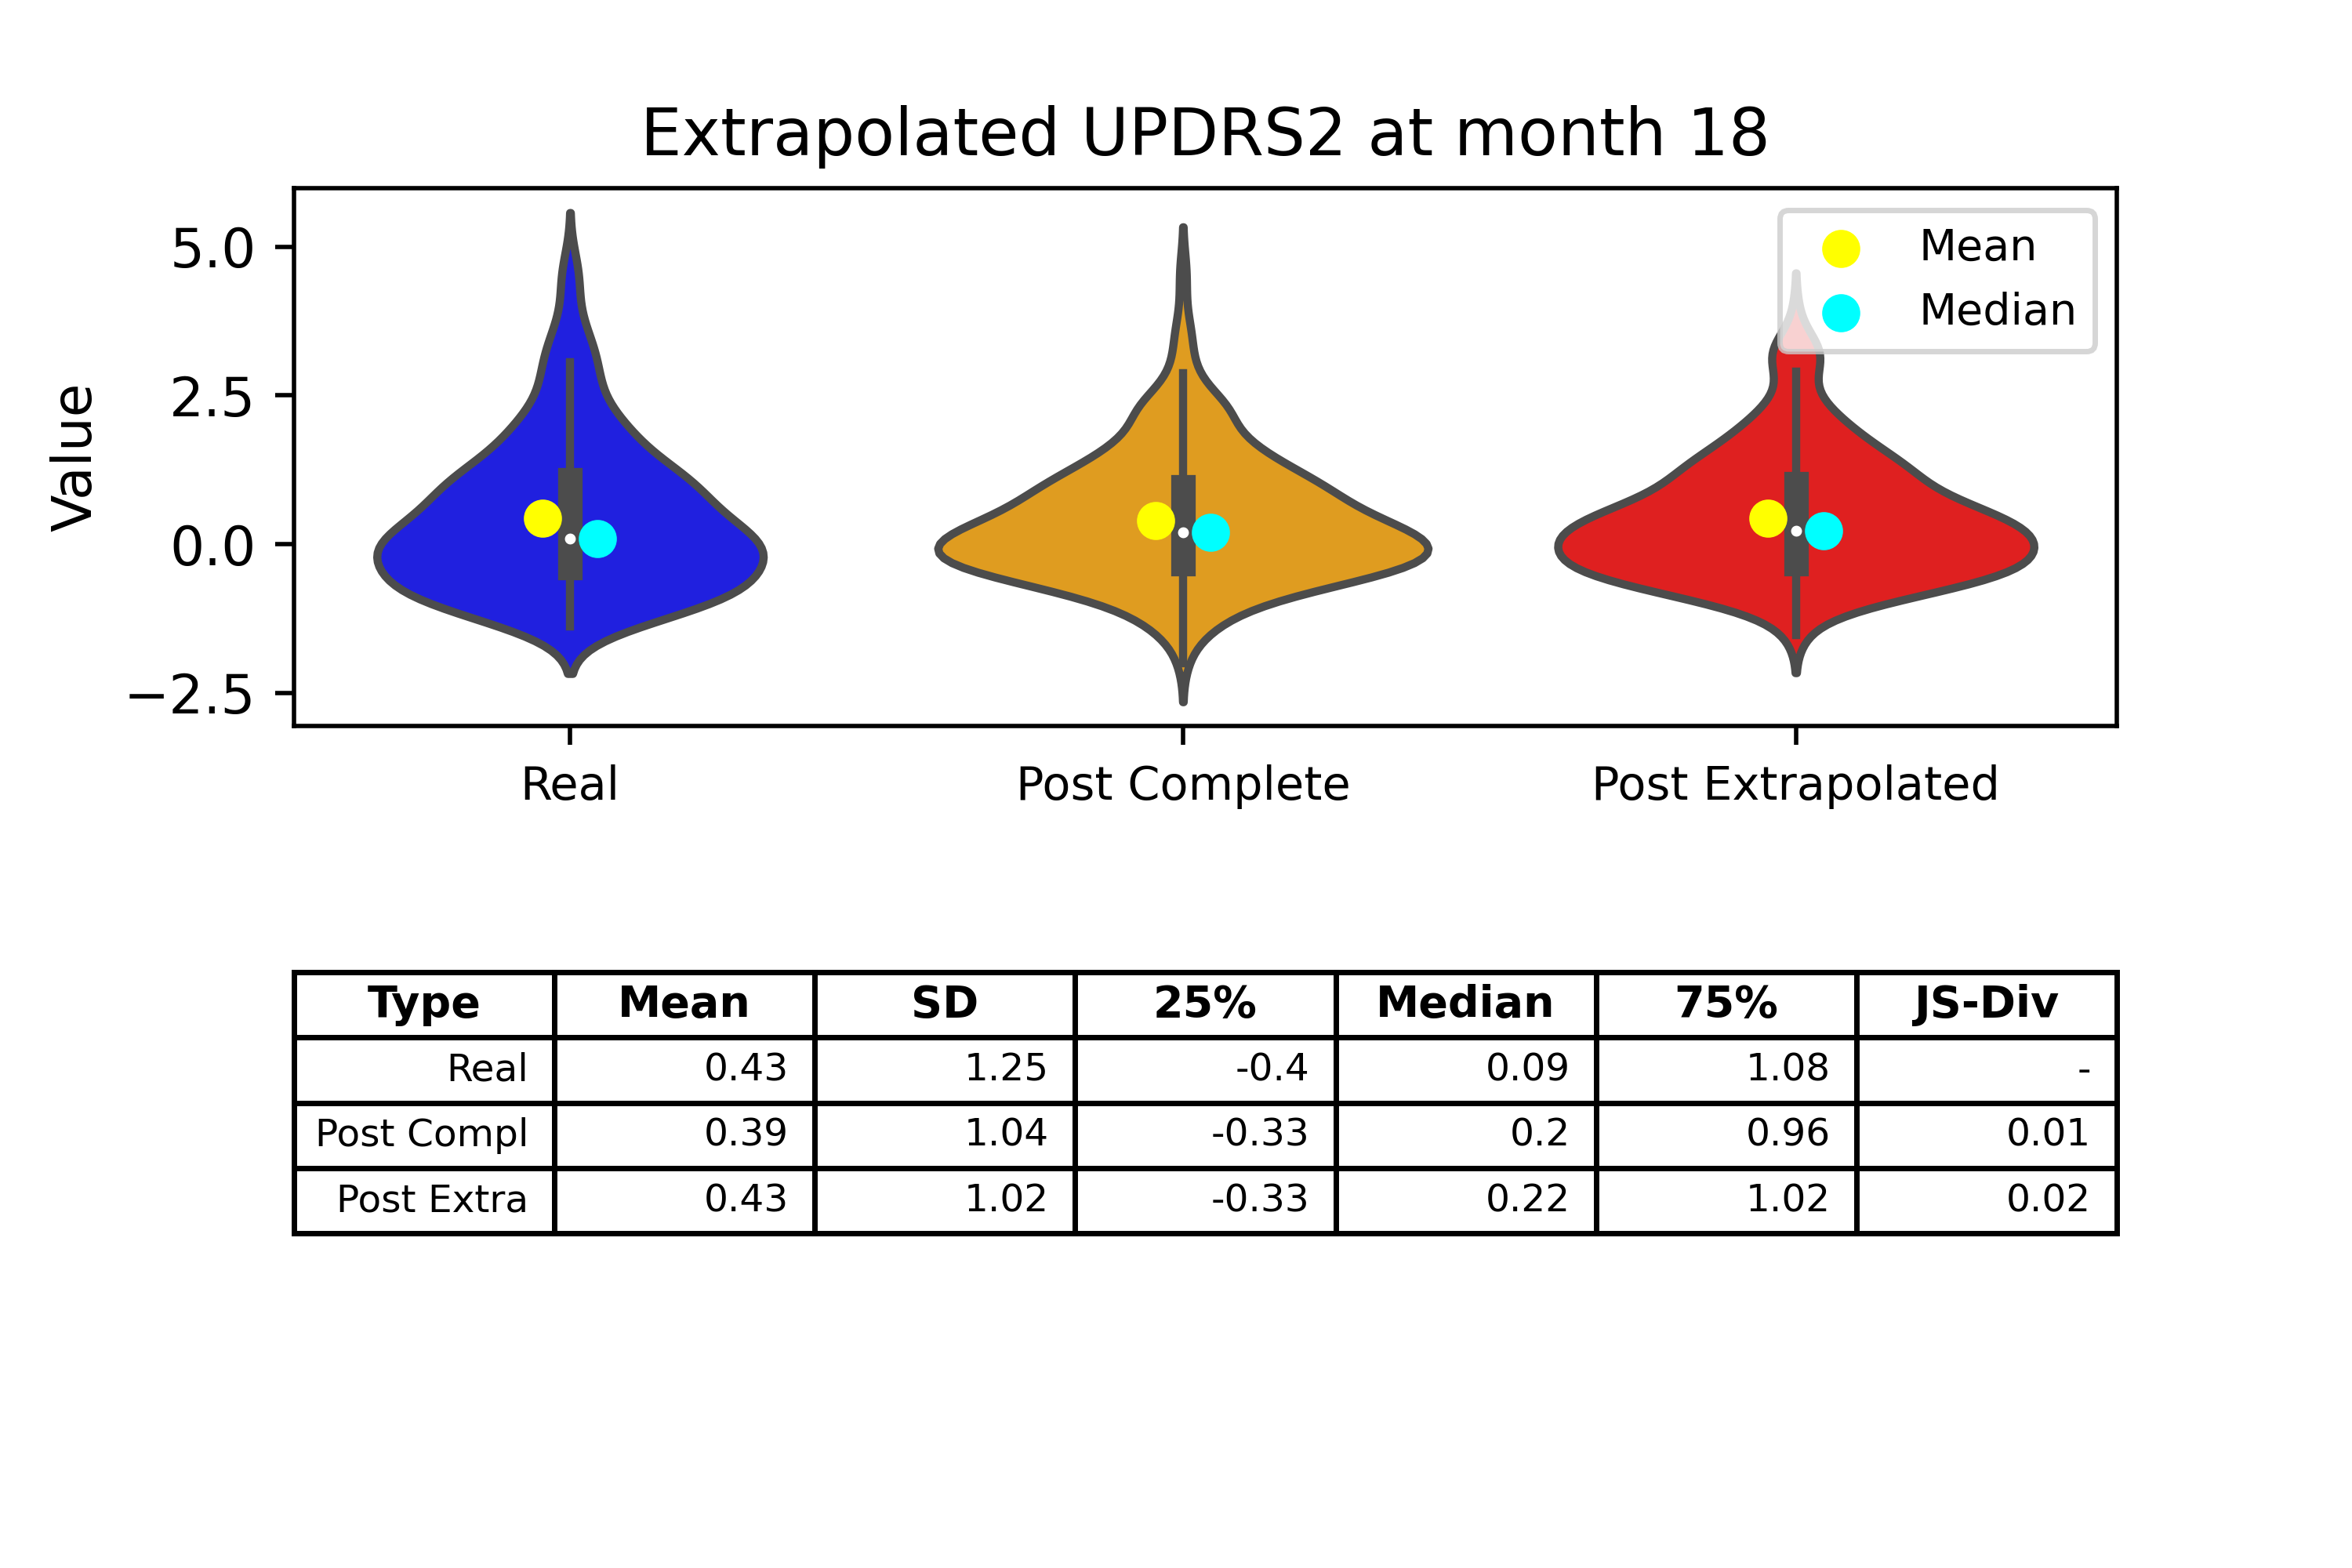 Extrapolated UPDRS2 at month 18
Value
5.0
2.5
0.0
−2.5
Mean
Median
Real Post Complete Post Extrapolated
Type Mean SD 25% Median 75% JS-Div
Real 0.43 1.25 -0.4 0.09 1.08 -
Post Compl 0.39 1.04 -0.33 0.2 0.96 0.01
Post Extra 0.43 1.02 -0.33 0.22 1.02 0.02